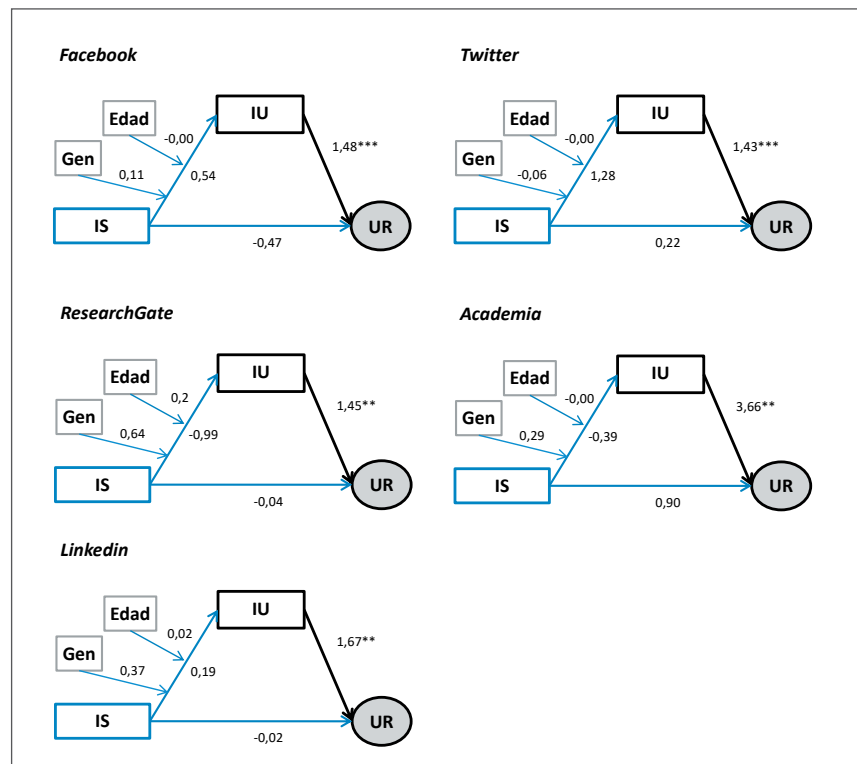 Facebook
Edad
IU
-0,00
Gen
0,11
0,54
1,48***
IS
UR
-0,47
Twitter
Edad
IU
-0,00
Gen
-0,06
1,28
1,43***
IS
UR
0,22
ResearchGate
Edad
IU
0,2
Gen
0,64
-0,99
1,45**
IS
UR
-0,04
Academia
Edad
IU
-0,00
Gen
0,29
-0,39
3,66**
IS
UR
0,90
Linkedin
Edad
IU
0,02
Gen
0,37
0,19
1,67**
IS
UR
-0,02